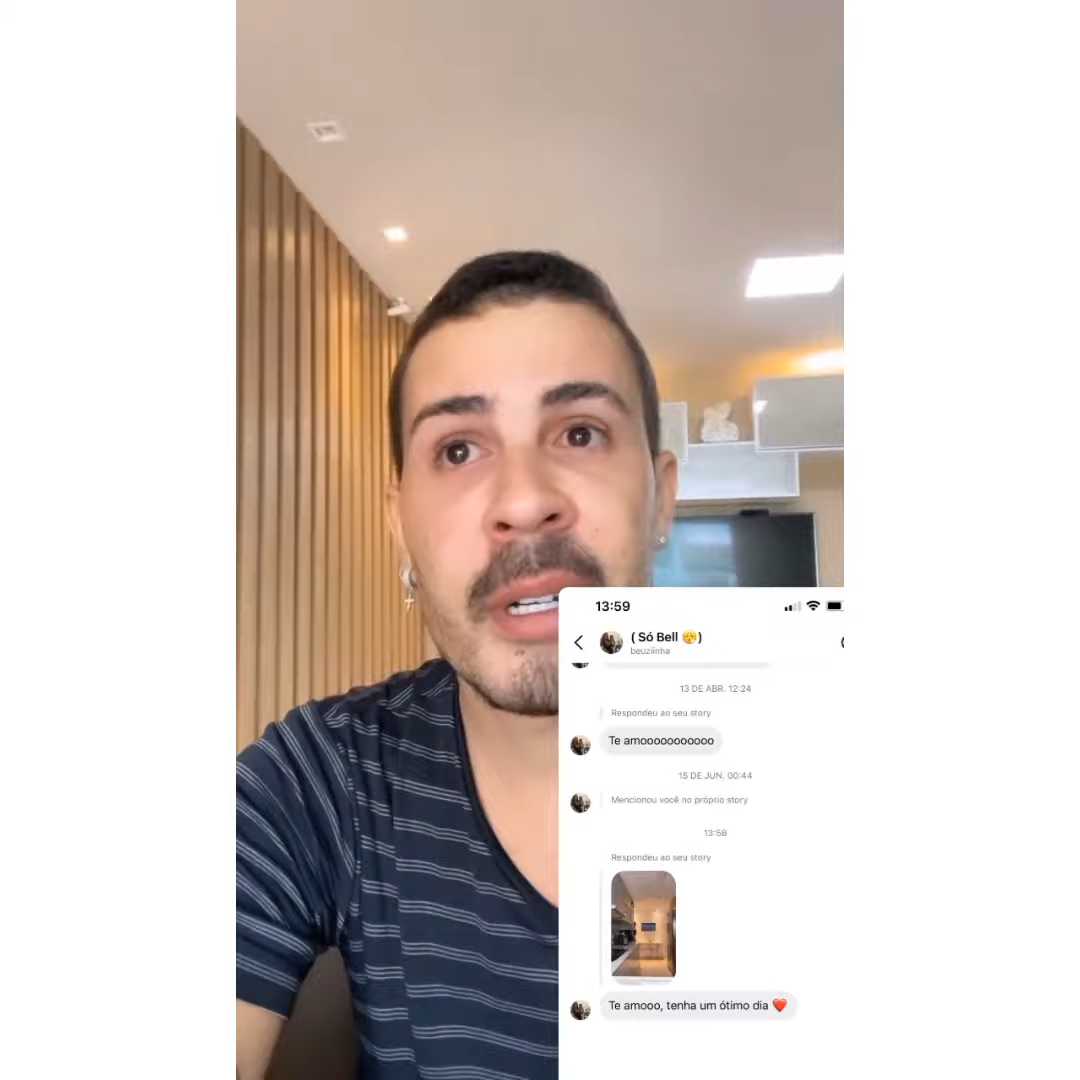 13:59
( Só Bell 😤)
beuziinha
13 DE ABR. 12:24
Respondeu ao seu story
Te amooooooooooo
15 DE JUN. 00:44
Mencionou você no próprio story
13:58
Respondeu ao seu story
Te amooo, tenha um ótimo dia ❤️